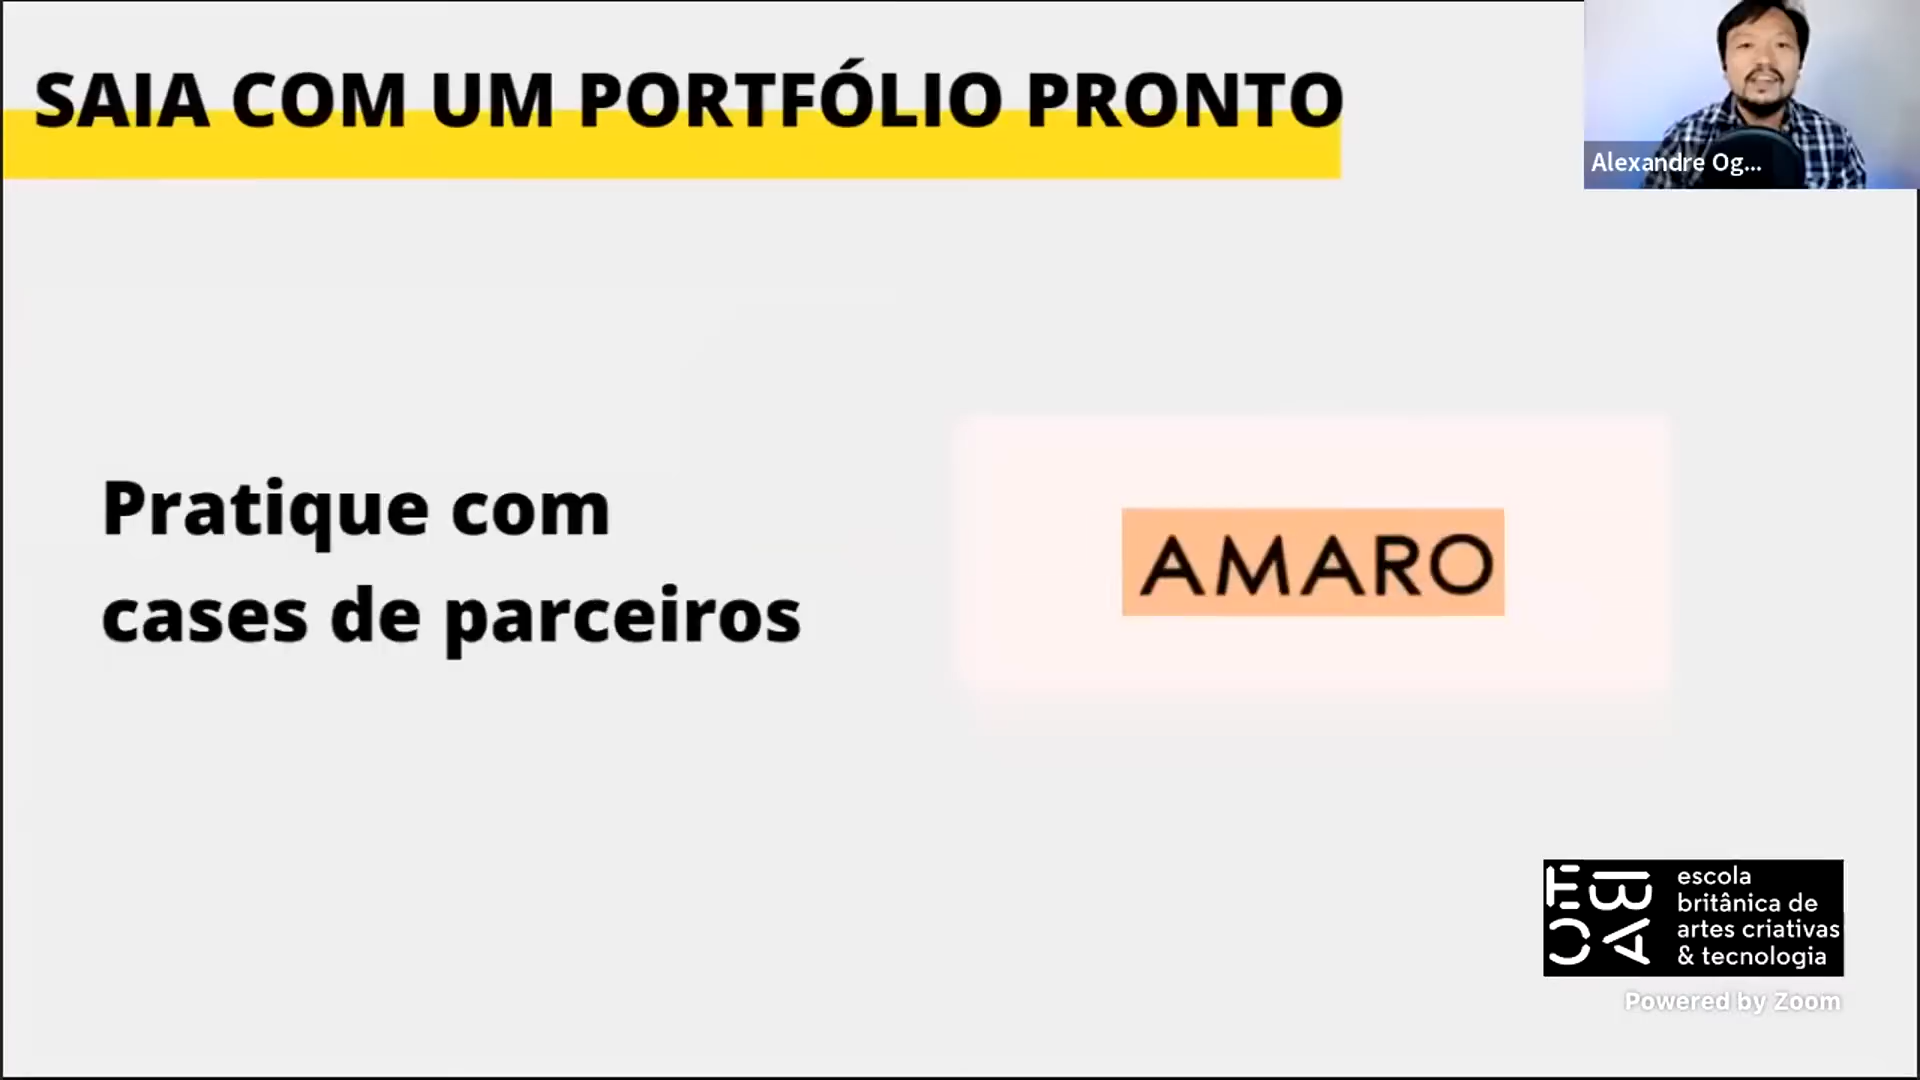 SAIA COM UM PORTFÓLIO PRONTO
Alexandre Og...
Pratique com
cases de parceiros
AMARO
EBAC
escola
britânica de
artes criativas
& tecnologia
Powered by Zoom